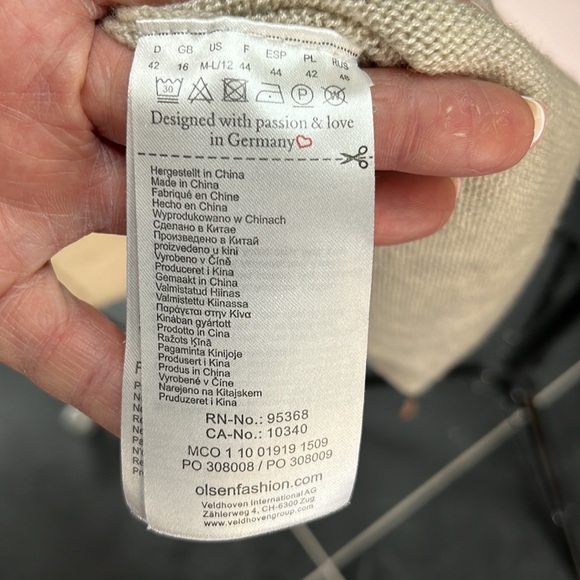 D GB US F ESP PL RUS
42 16 M-L/12 44 44 42 48
30 P W
Designed with passion & love
in Germany
Hergestellt in China
Made in China
Fabriqué en Chine
Hecho en China
Wyprodukowano w Chinach
Сделано в Китае
Произведено в Китай
proizvedeno u kini
Vyrobeno v Číně
Produceret i Kina
Gemaakt in China
Valmistatud Hiinas
Valmistettu Kiinassa
Παράγεται στην Κίνα
Kinában gyártott
Prodotto in Cina
Ražots Ķīnā
Pagaminta Kinijoje
Produsert i Kina
Produs in China
Vyrobené v Číne
Narejeno na Kitajskem
Pruduzeret i Kina
RN-No.: 95368
CA-No.: 10340
MCO 1 10 01919 1509
PO 308008 / PO 308009
olsenfashion.com
Veldhoven International AG
Zählerweg 4, CH-6300 Zug
www.veldhovengroup.com